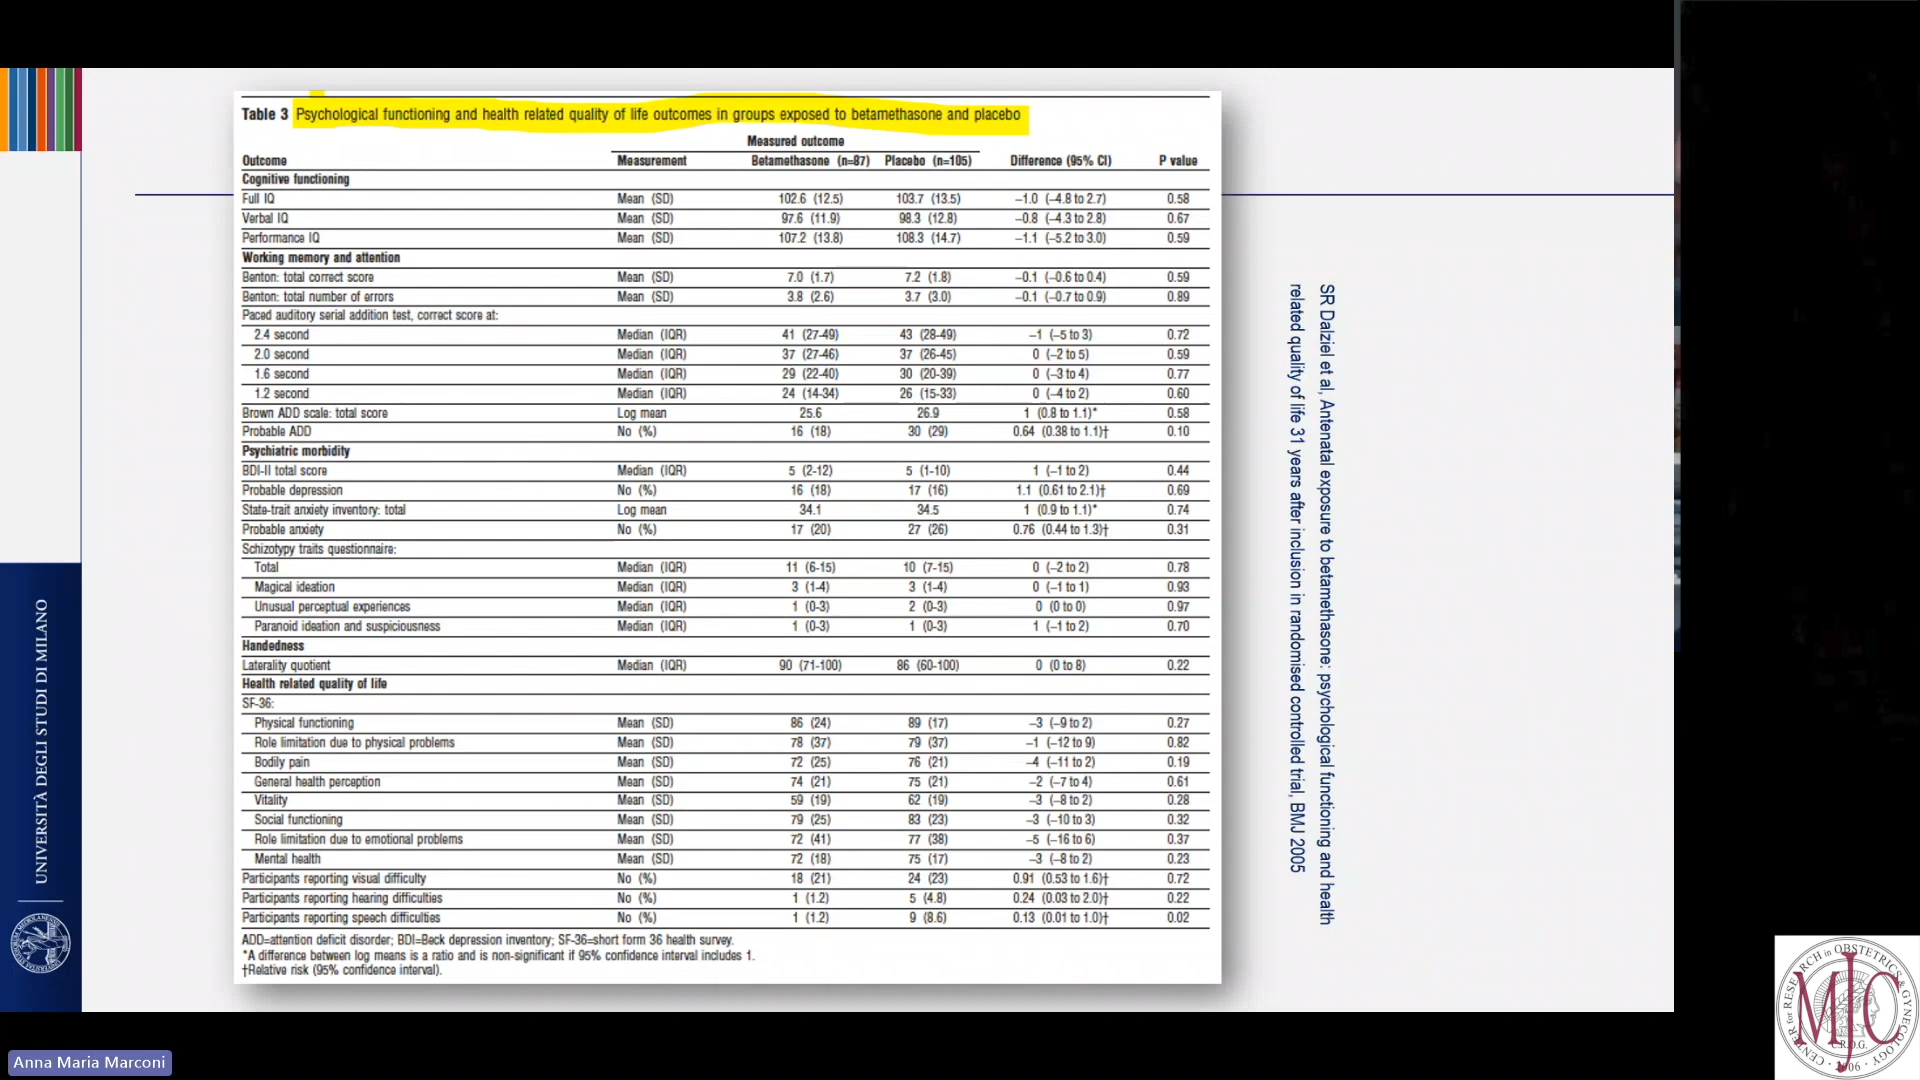 Table 3 Psychological functioning and health related quality of life outcomes in groups exposed to betamethasone and placebo
Measured outcome
Outcome Measurement Betamethasone (n=87) Placebo (n=105) Difference (95% CI) P value
Cognitive functioning
Full IQ Mean (SD) 102.6 (12.5) 103.7 (13.5) –1.0 (–4.8 to 2.7) 0.58
Verbal IQ Mean (SD) 97.6 (11.9) 98.3 (12.8) –0.8 (–4.3 to 2.8) 0.67
Performance IQ Mean (SD) 107.2 (13.8) 108.3 (14.7) –1.1 (–5.2 to 3.0) 0.59
Working memory and attention
Benton: total correct score Mean (SD) 7.0 (1.7) 7.2 (1.8) –0.1 (–0.6 to 0.4) 0.59
Benton: total number of errors Mean (SD) 3.8 (2.6) 3.7 (3.0) –0.1 (–0.7 to 0.9) 0.89
Paced auditory serial addition test, correct score at:
2.4 second Median (IQR) 41 (27-49) 43 (28-49) –1 (–5 to 3) 0.72
2.0 second Median (IQR) 37 (27-46) 37 (26-45) 0 (–2 to 5) 0.59
1.6 second Median (IQR) 29 (22-40) 30 (20-39) 0 (–3 to 4) 0.77
1.2 second Median (IQR) 24 (14-34) 26 (15-33) 0 (–4 to 2) 0.60
Brown ADD scale: total score Log mean 25.6 26.9 1 (0.8 to 1.1)* 0.58
Probable ADD No (%) 16 (18) 30 (29) 0.64 (0.38 to 1.1)† 0.10
Psychiatric morbidity
BDI-II total score Median (IQR) 5 (2-12) 5 (1-10) 1 (–1 to 2) 0.44
Probable depression No (%) 16 (18) 17 (16) 1.1 (0.61 to 2.1)† 0.69
State-trait anxiety inventory: total Log mean 34.1 34.5 1 (0.9 to 1.1)* 0.74
Probable anxiety No (%) 17 (20) 27 (26) 0.76 (0.44 to 1.3)† 0.31
Schizotypy traits questionnaire:
Total Median (IQR) 11 (6-15) 10 (7-15) 0 (–2 to 2) 0.78
Magical ideation Median (IQR) 3 (1-4) 3 (1-4) 0 (–1 to 1) 0.93
Unusual perceptual experiences Median (IQR) 1 (0-3) 2 (0-3) 0 (0 to 0) 0.97
Paranoid ideation and suspiciousness Median (IQR) 1 (0-3) 1 (0-3) 1 (–1 to 2) 0.70
Handedness
Laterality quotient Median (IQR) 90 (71-100) 86 (60-100) 0 (0 to 8) 0.22
Health related quality of life
SF-36:
Physical functioning Mean (SD) 86 (24) 89 (17) –3 (–9 to 2) 0.27
Role limitation due to physical problems Mean (SD) 78 (37) 79 (37) –1 (–12 to 9) 0.82
Bodily pain Mean (SD) 72 (25) 76 (21) –4 (–11 to 2) 0.19
General health perception Mean (SD) 74 (21) 75 (21) –2 (–7 to 4) 0.61
Vitality Mean (SD) 59 (19) 62 (19) –3 (–8 to 2) 0.28
Social functioning Mean (SD) 79 (25) 83 (23) –3 (–10 to 3) 0.32
Role limitation due to emotional problems Mean (SD) 72 (41) 77 (38) –5 (–16 to 6) 0.37
Mental health Mean (SD) 72 (18) 75 (17) –3 (–8 to 2) 0.23
Participants reporting visual difficulty No (%) 18 (21) 24 (23) 0.91 (0.53 to 1.6)† 0.72
Participants reporting hearing difficulties No (%) 1 (1.2) 5 (4.8) 0.24 (0.03 to 2.0)† 0.22
Participants reporting speech difficulties No (%) 1 (1.2) 9 (8.6) 0.13 (0.01 to 1.0)† 0.02
ADD=attention deficit disorder; BDI=Beck depression inventory; SF-36=short form 36 health survey.
*A difference between log means is a ratio and is non-significant if 95% confidence interval includes 1.
†Relative risk (95% confidence interval).
SR Dalziel et al, Antenatal exposure to betamethasone: psychological functioning and health
related quality of life 31 years after inclusion in randomised controlled trial, BMJ 2005
UNIVERSITÀ DEGLI STUDI DI MILANO
CENTER for RESEARCH in OBSTETRICS & GYNECOLOGY
MJC
C.R.O.G.
2006
Anna Maria Marconi